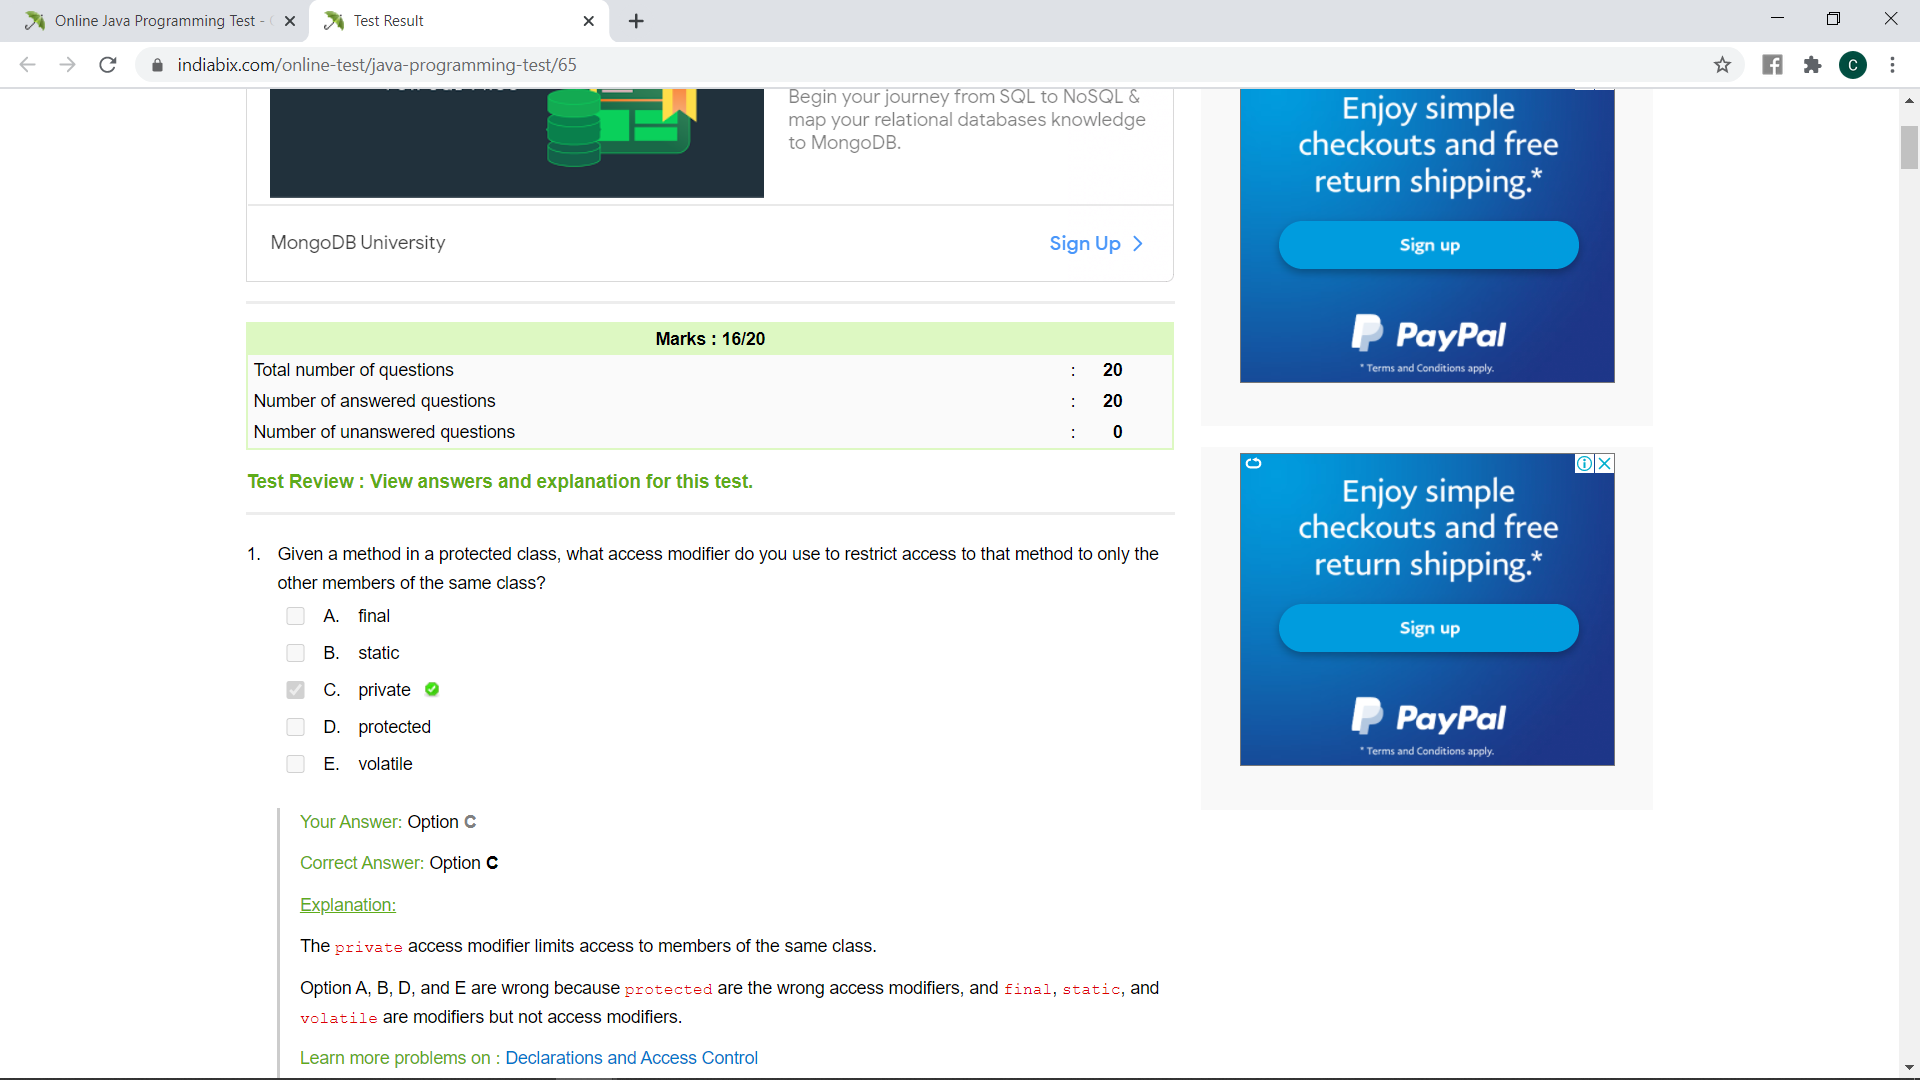 Online Java Programming Test -
Test Result
indiabix.com/online-test/java-programming-test/65
C
Begin your journey from SQL to NoSQL &
map your relational databases knowledge
to MongoDB.
MongoDB University
Sign Up
Marks : 16/20
Total number of questions : 20
Number of answered questions : 20
Number of unanswered questions : 0
Test Review : View answers and explanation for this test.
1. Given a method in a protected class, what access modifier do you use to restrict access to that method to only the
other members of the same class?
A. final
B. static
C. private
D. protected
E. volatile
Your Answer: Option C
Correct Answer: Option C
Explanation:
The private access modifier limits access to members of the same class.
Option A, B, D, and E are wrong because protected are the wrong access modifiers, and final, static, and
volatile are modifiers but not access modifiers.
Learn more problems on : Declarations and Access Control
Enjoy simple
checkouts and free
return shipping.*
Sign up
PayPal
* Terms and Conditions apply.
Enjoy simple
checkouts and free
return shipping.*
Sign up
PayPal
* Terms and Conditions apply.